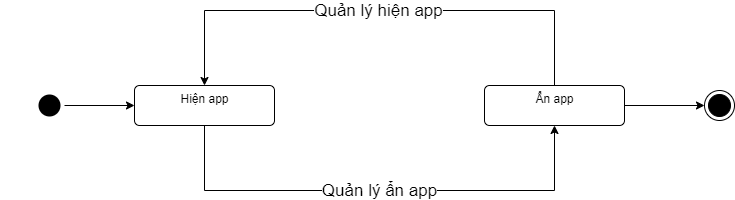 Quản lý hiện app
Hiện app
Ẩn app
Quản lý ẩn app